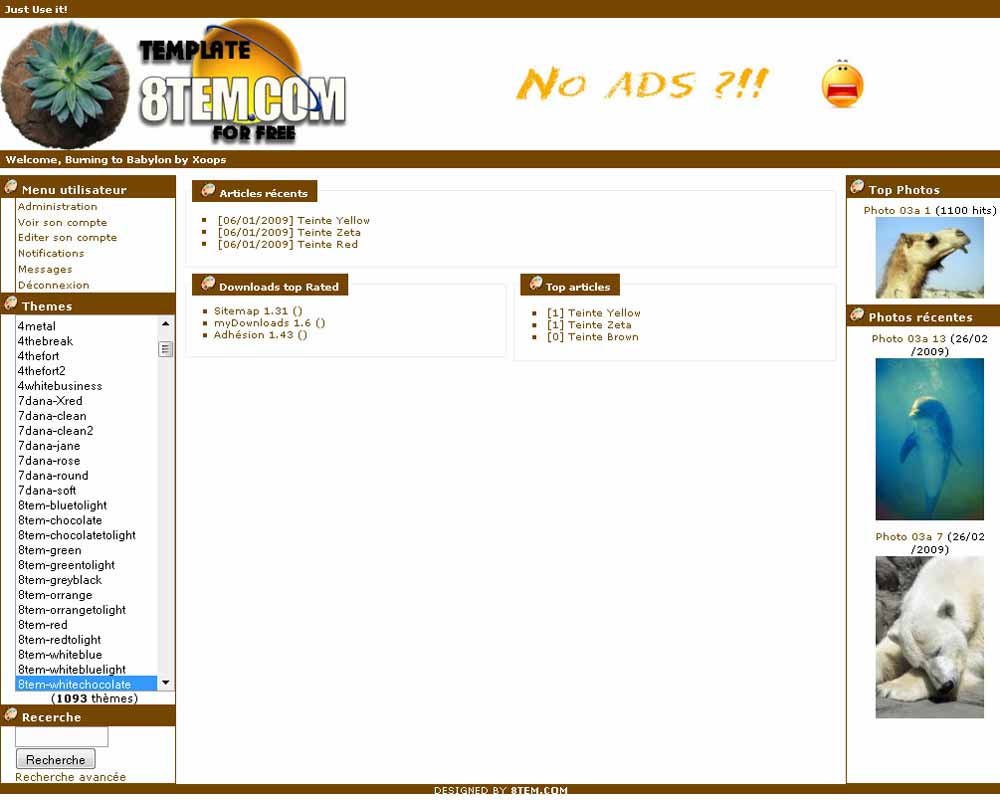 Just Use it!
TEMPLATE
8TEM.COM
FOR FREE
No ADS ?!!
Welcome, Burning to Babylon by Xoops
Menu utilisateur
Administration
Voir son compte
Editer son compte
Notifications
Messages
Déconnexion
Themes
4metal
4thebreak
4thefort
4thefort2
4whitebusiness
7dana-Xred
7dana-clean
7dana-clean2
7dana-jane
7dana-rose
7dana-round
7dana-soft
8tem-bluetolight
8tem-chocolate
8tem-chocolatetolight
8tem-green
8tem-greentolight
8tem-greyblack
8tem-orrange
8tem-orrangetolight
8tem-red
8tem-redtolight
8tem-whiteblue
8tem-whitebluelight
8tem-whitechocolate
(1093 thèmes)
Recerche
Recherche
Recherche avancée
Articles récents
[06/01/2009] Teinte Yellow
[06/01/2009] Teinte Zeta
[06/01/2009] Teinte Red
Downloads top Rated
Sitemap 1.31 ()
myDownloads 1.6 ()
Adhésion 1.43 ()
Top articles
[1] Teinte Yellow
[1] Teinte Zeta
[0] Teinte Brown
Top Photos
Photo 03a 1 (1100 hits)
Photos récentes
Photo 03a 13 (26/02
/2009)
Photo 03a 7 (26/02
/2009)
DESIGNED BY 8TEM.COM